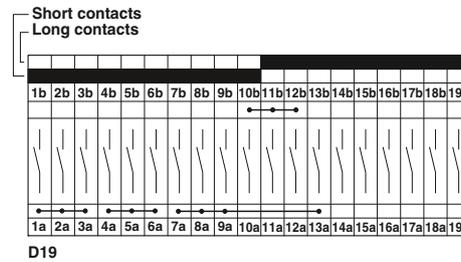 Short contacts
Long contacts
1b 2b 3b 4b 5b 6b 7b 8b 9b 10b 11b 12b 13b 14b 15b 16b 17b 18b 19
1a 2a 3a 4a 5a 6a 7a 8a 9a 10a 11a 12a 13a 14a 15a 16a 17a 18a 19
D19